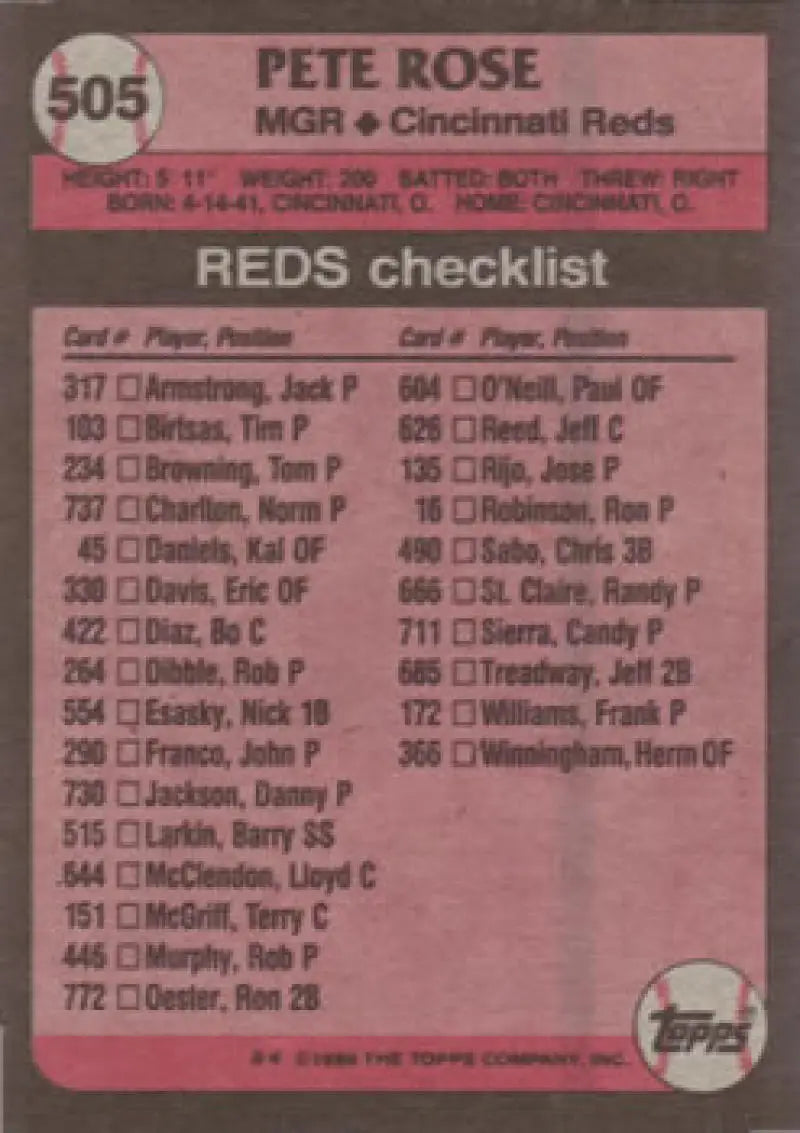 505
PETE ROSE
MGR ♣ Cincinnati Reds
HEIGHT: 5' 11" WEIGHT: 200 BATTED: BOTH THREW: RIGHT
BORN: 4-14-41, CINCINNATI, O. HOME: CINCINNATI, O.
REDS checklist
Card # Player, Position
317 □ Armstrong, Jack P
103 □ Birtsas, Tim P
234 □ Browning, Tom P
737 □ Charlton, Norm P
45 □ Daniels, Kal OF
330 □ Davis, Eric OF
422 □ Diaz, Bo C
264 □ Dibble, Rob P
554 □ Esasky, Nick 1B
290 □ Franco, John P
730 □ Jackson, Danny P
515 □ Larkin, Barry SS
644 □ McClendon, Lloyd C
151 □ McGriff, Terry C
446 □ Murphy, Rob P
772 □ Oester, Ron 2B
Card # Player, Position
604 □ O'Neill, Paul OF
626 □ Reed, Jeff C
135 □ Rijo, Jose P
16 □ Robinson, Ron P
490 □ Sabo, Chris 3B
666 □ St. Claire, Randy P
711 □ Sierra, Candy P
685 □ Treadway, Jeff 2B
172 □ Williams, Frank P
366 □ Winningham, Herm OF
©1989 THE TOPPS COMPANY, INC.
topps